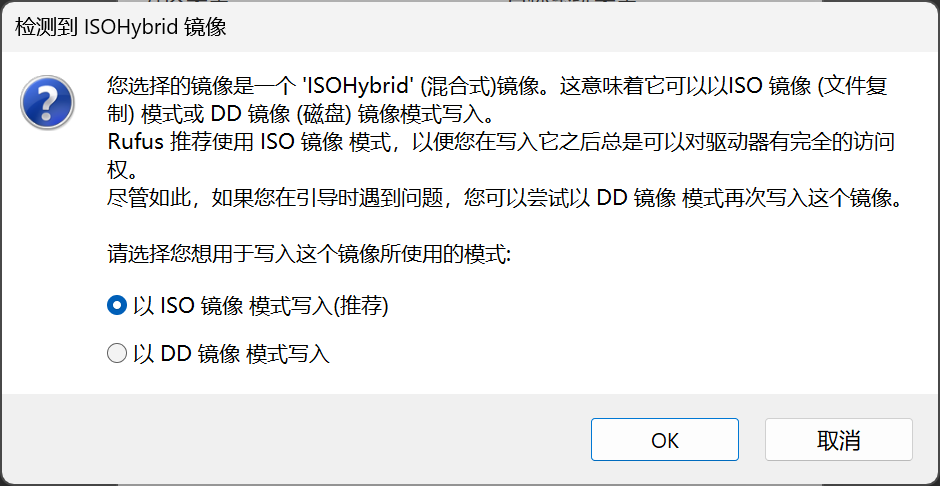 检测到 ISOHybrid 镜像
您选择的镜像是一个 'ISOHybrid' (混合式)镜像。这意味着它可以以ISO 镜像 (文件复
制) 模式或 DD 镜像 (磁盘) 镜像模式写入。
Rufus 推荐使用 ISO 镜像 模式，以便您在写入它之后总是可以对驱动器有完全的访问
权。
尽管如此，如果您在引导时遇到问题，您可以尝试以 DD 镜像 模式再次写入这个镜像。
请选择您想用于写入这个镜像所使用的模式:
以 ISO 镜像 模式写入(推荐)
以 DD 镜像 模式写入
OK
取消